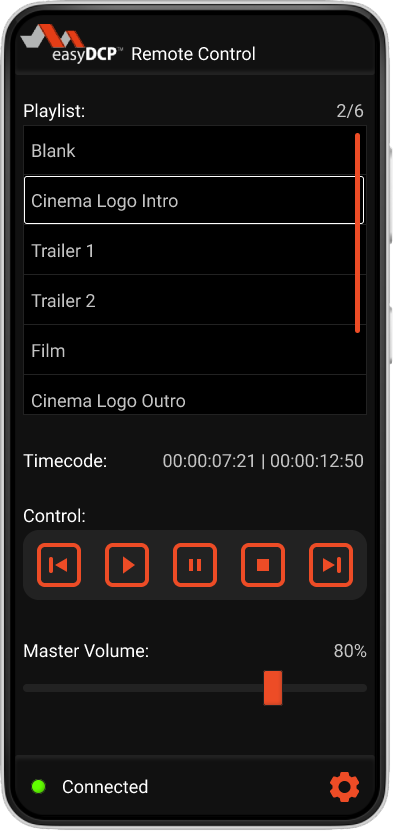 easyDCP™ Remote Control
Playlist: 2/6
Blank
Cinema Logo Intro
Trailer 1
Trailer 2
Film
Cinema Logo Outro
Timecode: 00:00:07:21 | 00:00:12:50
Control:
Master Volume: 80%
Connected